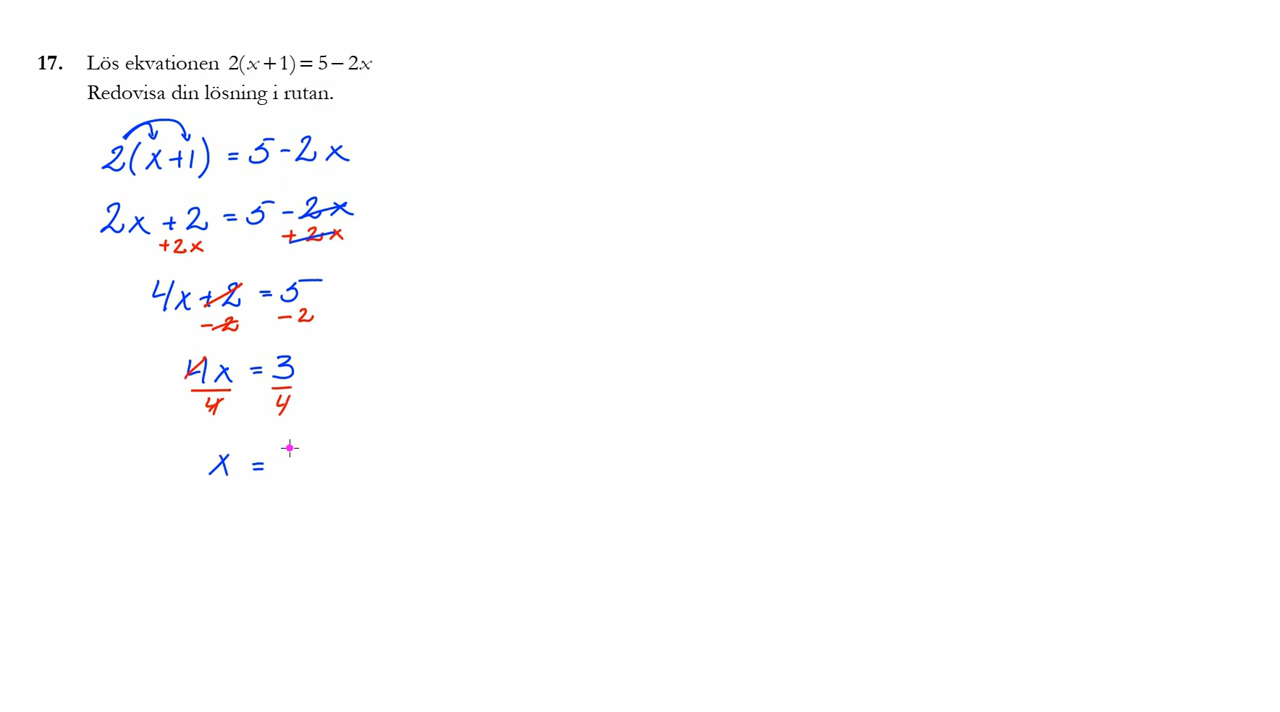 17. Lös ekvationen 2(x+1)=5−2x
Redovisa din lösning i rutan.
2(x+1) = 5-2x
2x+2 = 5-2x
+2x +2x
4x+2 = 5
-2 -2
4x = 3
4 4
x =